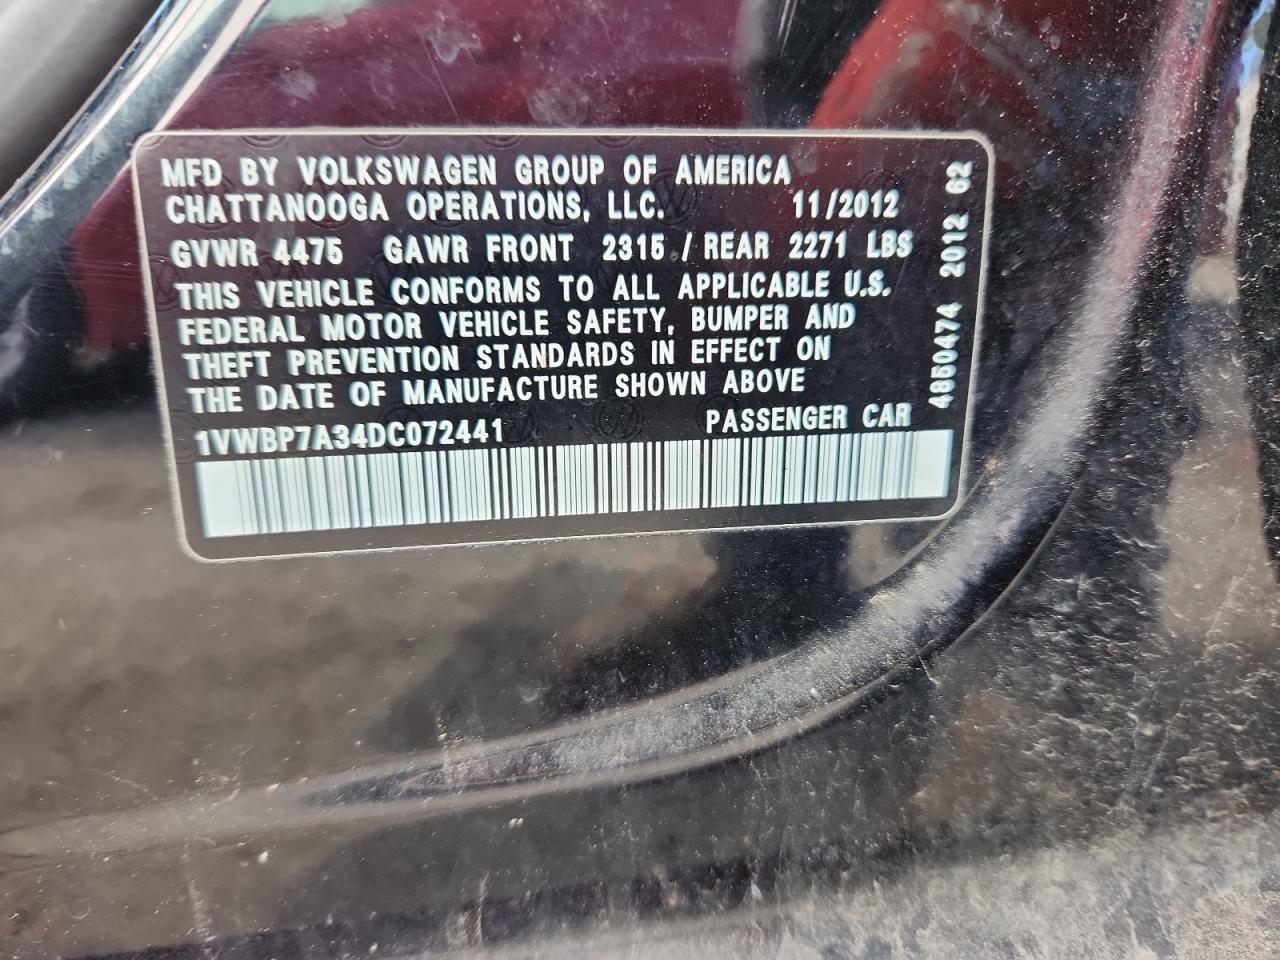 MFD BY VOLKSWAGEN GROUP OF AMERICA
CHATTANOOGA OPERATIONS, LLC. 11/2012
GVWR 4475 GAWR FRONT 2315 / REAR 2271 LBS
THIS VEHICLE CONFORMS TO ALL APPLICABLE U.S.
FEDERAL MOTOR VEHICLE SAFETY, BUMPER AND
THEFT PREVENTION STANDARDS IN EFFECT ON
THE DATE OF MANUFACTURE SHOWN ABOVE
1VWBP7A34DC072441 PASSENGER CAR
4850474 2012 62